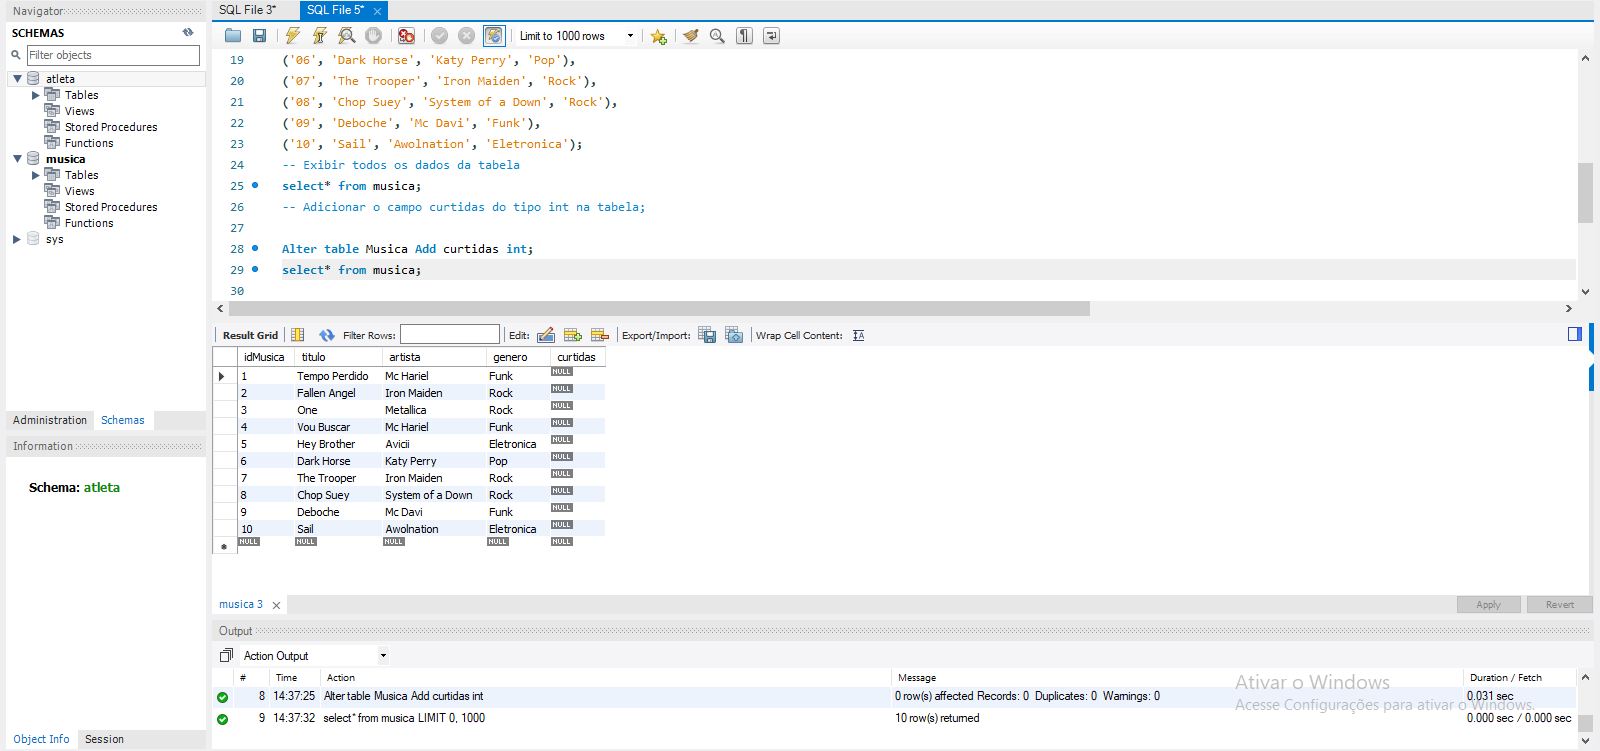 Navigator
SCHEMAS
Filter objects
atleta
Tables
Views
Stored Procedures
Functions
musica
Tables
Views
Stored Procedures
Functions
sys
Administration Schemas
Information
Schema: atleta
Object Info Session
SQL File 3* SQL File 5*
Limit to 1000 rows
19 ('06', 'Dark Horse', 'Katy Perry', 'Pop'),
20 ('07', 'The Trooper', 'Iron Maiden', 'Rock'),
21 ('08', 'Chop Suey', 'System of a Down', 'Rock'),
22 ('09', 'Deboche', 'Mc Davi', 'Funk'),
23 ('10', 'Sail', 'Awolnation', 'Eletronica');
24 -- Exibir todos os dados da tabela
25 select* from musica;
26 -- Adicionar o campo curtidas do tipo int na tabela;
27
28 Alter table Musica Add curtidas int;
29 select* from musica;
30
Result Grid Filter Rows: Edit: Export/Import: Wrap Cell Content:
idMusica titulo artista genero curtidas
1 Tempo Perdido Mc Hariel Funk NULL
2 Fallen Angel Iron Maiden Rock NULL
3 One Metallica Rock NULL
4 Vou Buscar Mc Hariel Funk NULL
5 Hey Brother Avicii Eletronica NULL
6 Dark Horse Katy Perry Pop NULL
7 The Trooper Iron Maiden Rock NULL
8 Chop Suey System of a Down Rock NULL
9 Deboche Mc Davi Funk NULL
10 Sail Awolnation Eletronica NULL
NULL NULL NULL NULL NULL
musica 3 Apply Revert
Output
Action Output
# Time Action Message Duration / Fetch
8 14:37:25 Alter table Musica Add curtidas int 0 row(s) affected Records: 0 Duplicates: 0 Warnings: 0 0.031 sec
9 14:37:32 select* from musica LIMIT 0, 1000 10 row(s) returned 0.000 sec / 0.000 sec
Ativar o Windows
Acesse Configurações para ativar o Windows.